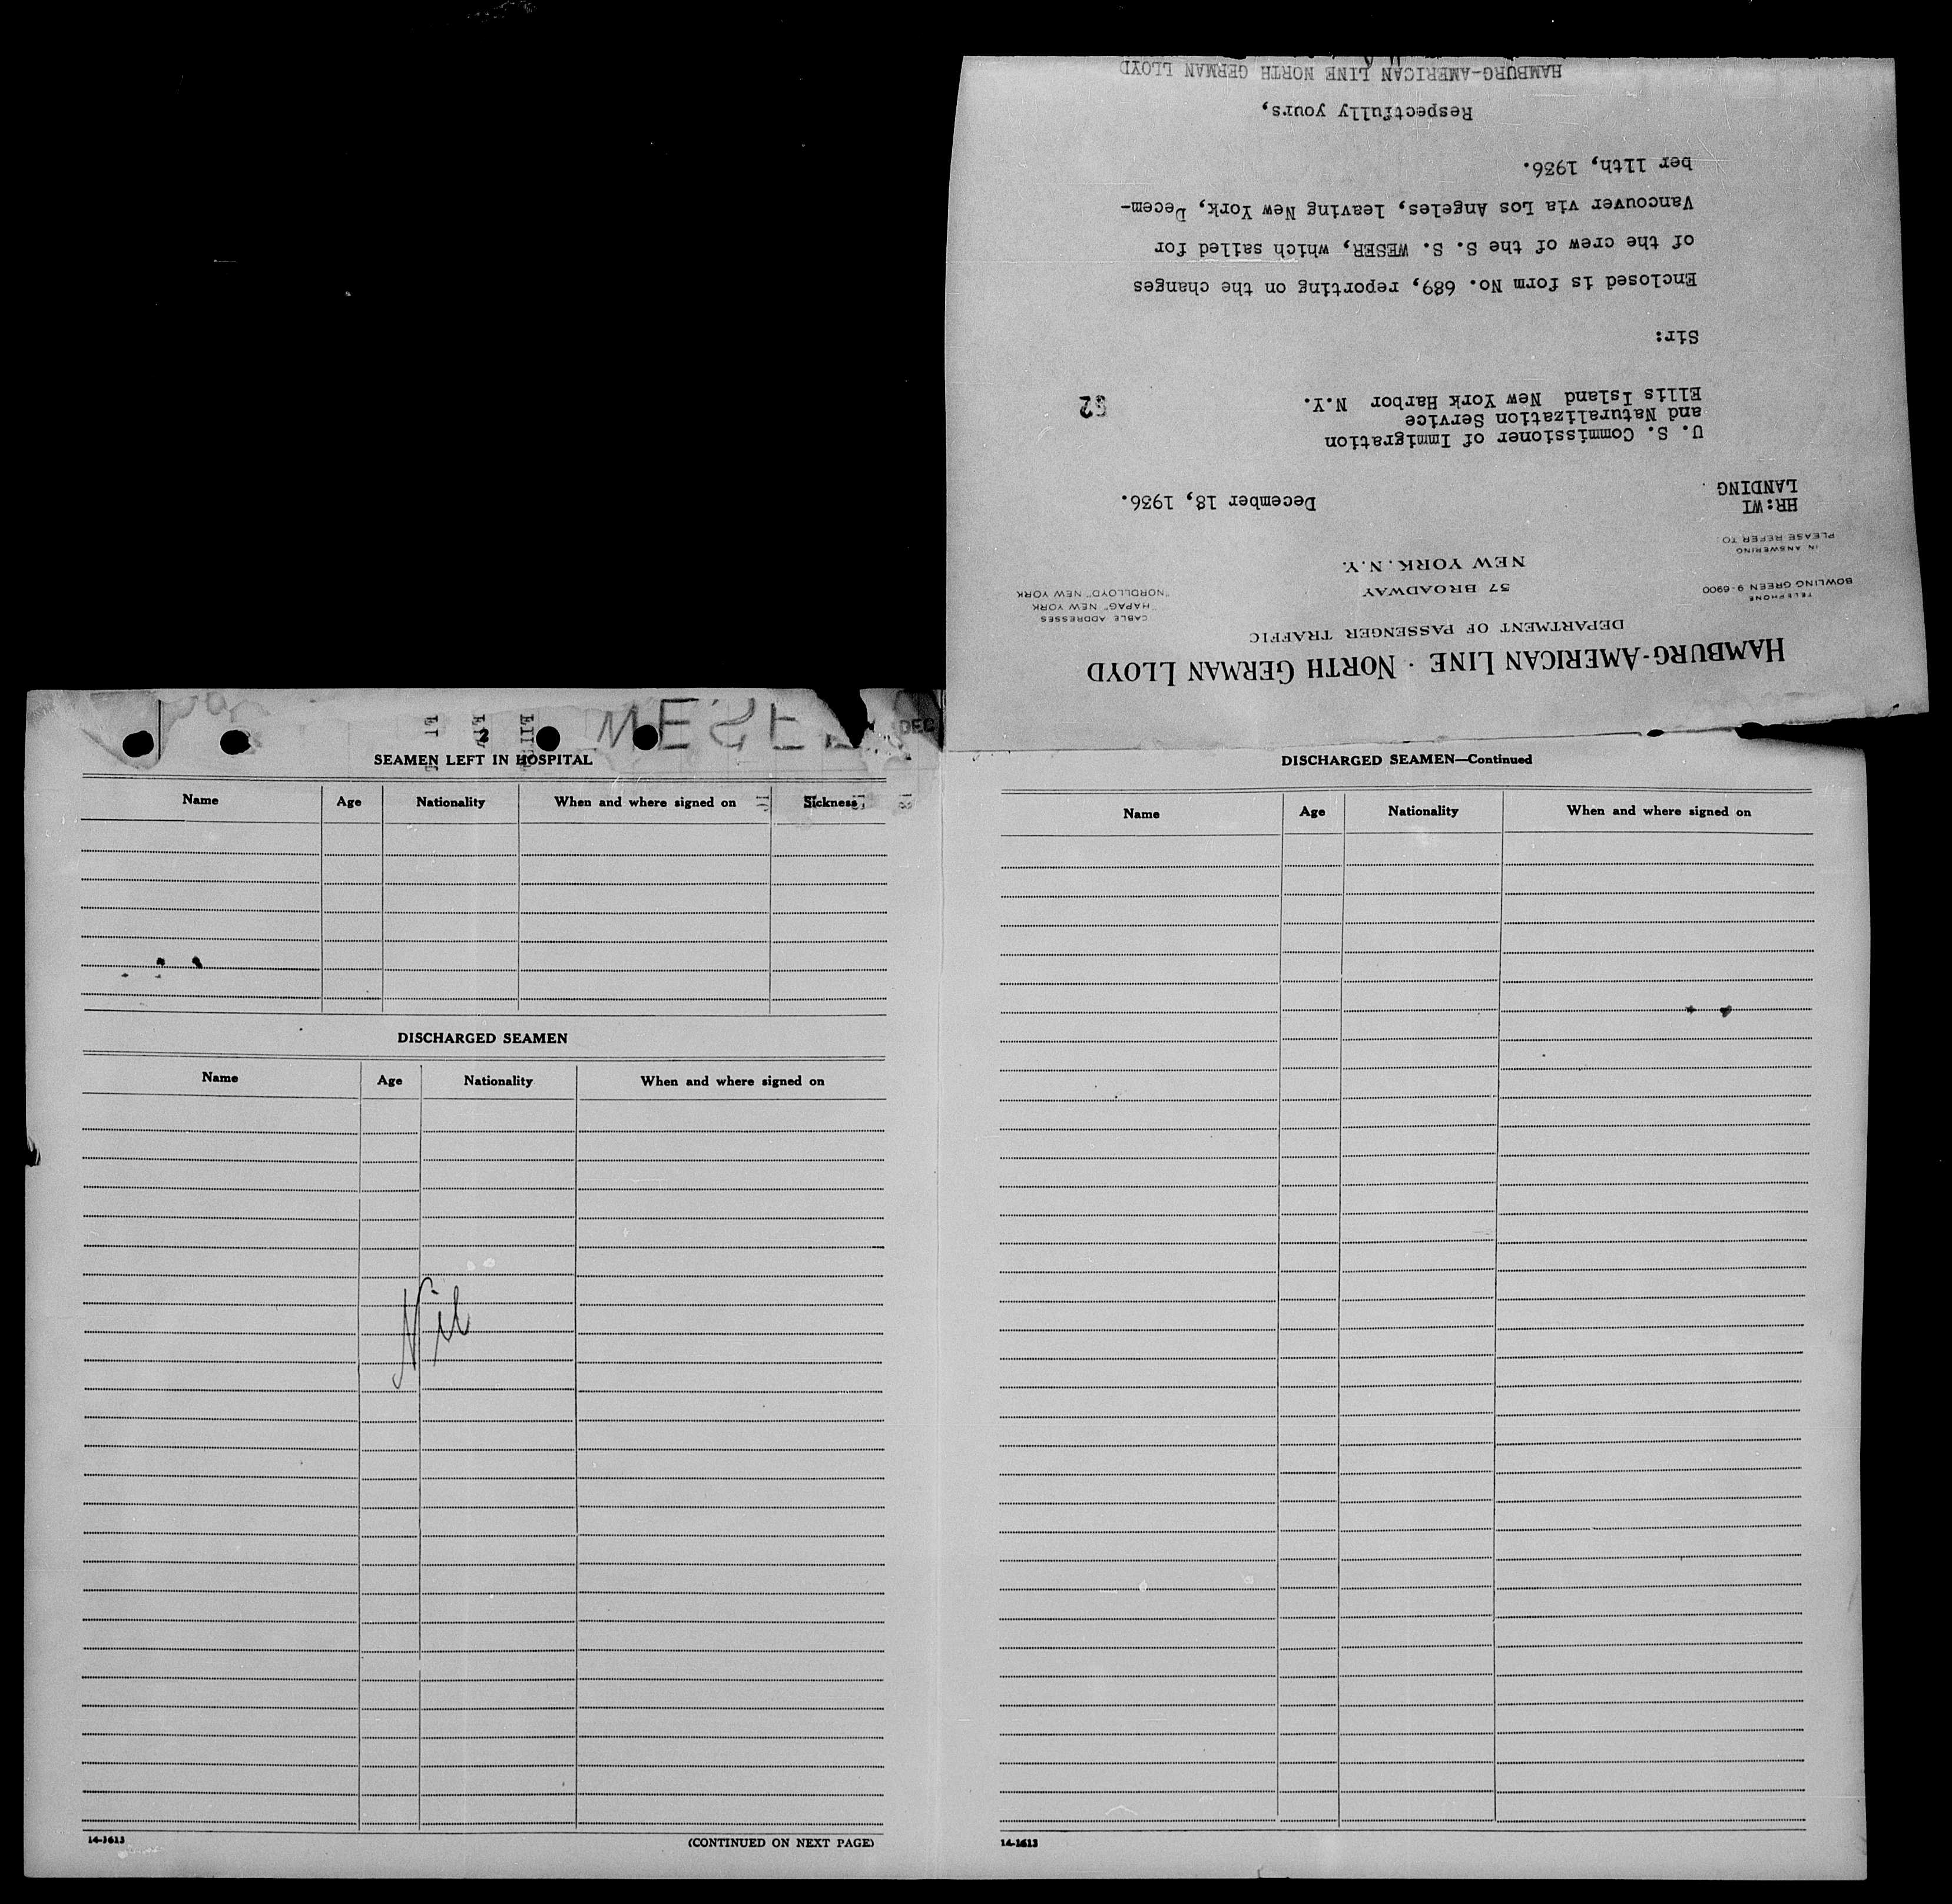 HAMBURG-AMERICAN LINE · NORTH GERMAN LLOYD
DEPARTMENT OF PASSENGER TRAFFIC
57 BROADWAY
NEW YORK, N.Y.
TELEPHONE
BOWLING GREEN 9-6900
CABLE ADDRESSES
"HAPAG" NEW YORK
"NORDLLOYD" NEW YORK
IN ANSWERING
PLEASE REFER TO
HR:WI
LANDING
December 18, 1936.
U. S. Commissioner of Immigration
and Naturalization Service
Ellis Island New York Harbor N.Y.
Sir:
Enclosed is form No. 689, reporting on the changes
of the crew of the S. S. WESER, which sailed for
Vancouver via Los Angeles, leaving New York, Decem-
ber 11th, 1936.
Respectfully yours,
HAMBURG-AMERICAN LINE NORTH GERMAN LLOYD
DEC
SEAMEN LEFT IN HOSPITAL
Name Age Nationality When and where signed on Sickness
DISCHARGED SEAMEN
Name Age Nationality When and where signed on
Nil
14-1613
(CONTINUED ON NEXT PAGE)
DISCHARGED SEAMEN—Continued
Name Age Nationality When and where signed on
14-1613